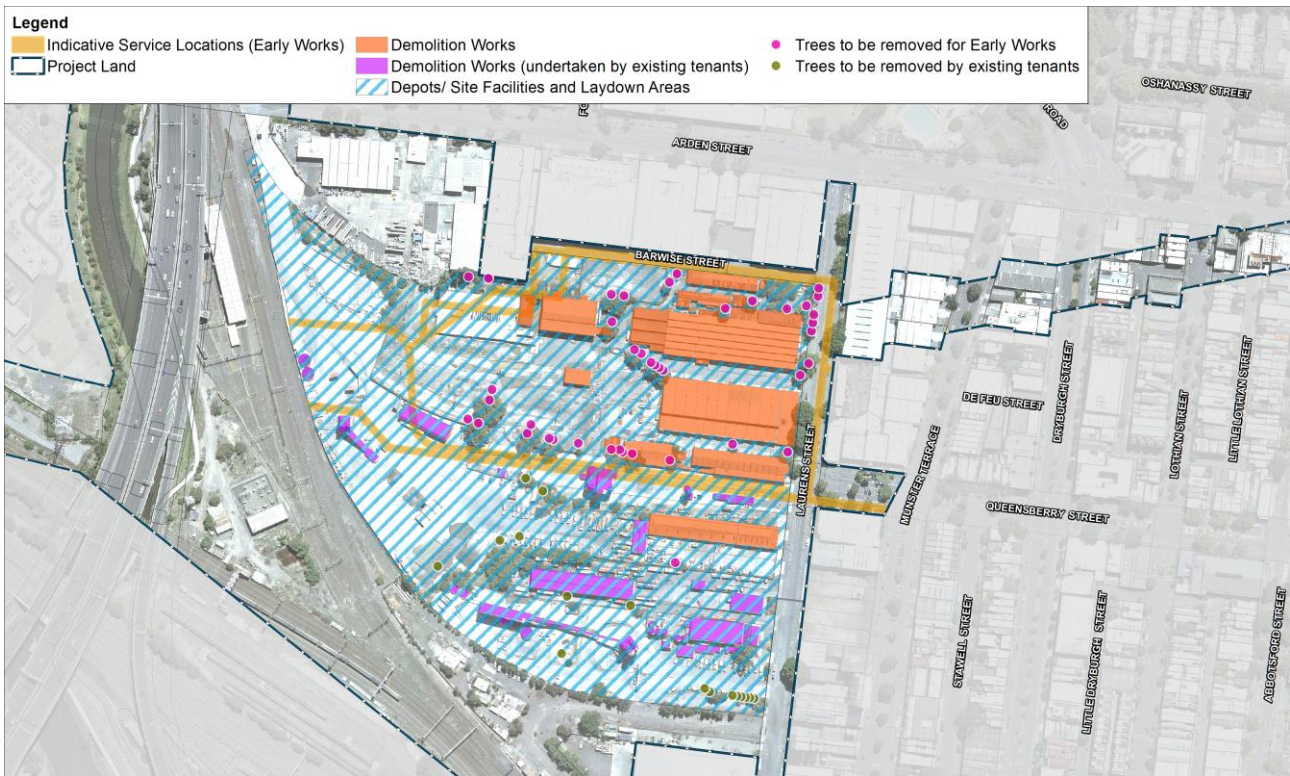 Legend
Indicative Service Locations (Early Works)
Project Land
Demolition Works
Demolition Works (undertaken by existing tenants)
Depots/ Site Facilities and Laydown Areas
Trees to be removed for Early Works
Trees to be removed by existing tenants
OSHANASSY STREET
ROAD
FO
ARDEN STREET
BARWISE STREET
LAURENS STREET
MUNSTER TERRACE
DE FEU STREET
DRYBURGH STREET
LOTHIAN STREET
LITTLE LOTHIAN STREET
QUEENSBERRY STREET
STAWELL STREET
LITTLE DRYBURGH STREET
ABBOTSFORD STREET